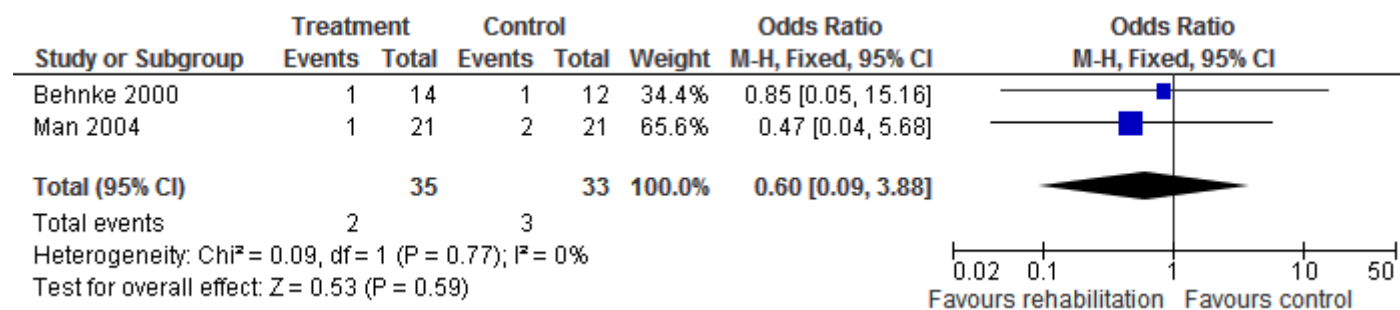 Treatment Control Odds Ratio Odds Ratio
Study or Subgroup Events Total Events Total Weight M-H, Fixed, 95% CI M-H, Fixed, 95% CI
Behnke 2000 1 14 1 12 34.4% 0.85 [0.05, 15.16]
Man 2004 1 21 2 21 65.6% 0.47 [0.04, 5.68]
Total (95% CI) 35 33 100.0% 0.60 [0.09, 3.88]
Total events 2 3
Heterogeneity: Chi² = 0.09, df = 1 (P = 0.77); I² = 0%
Test for overall effect: Z = 0.53 (P = 0.59)
0.02 0.1 1 10 50
Favours rehabilitation Favours control